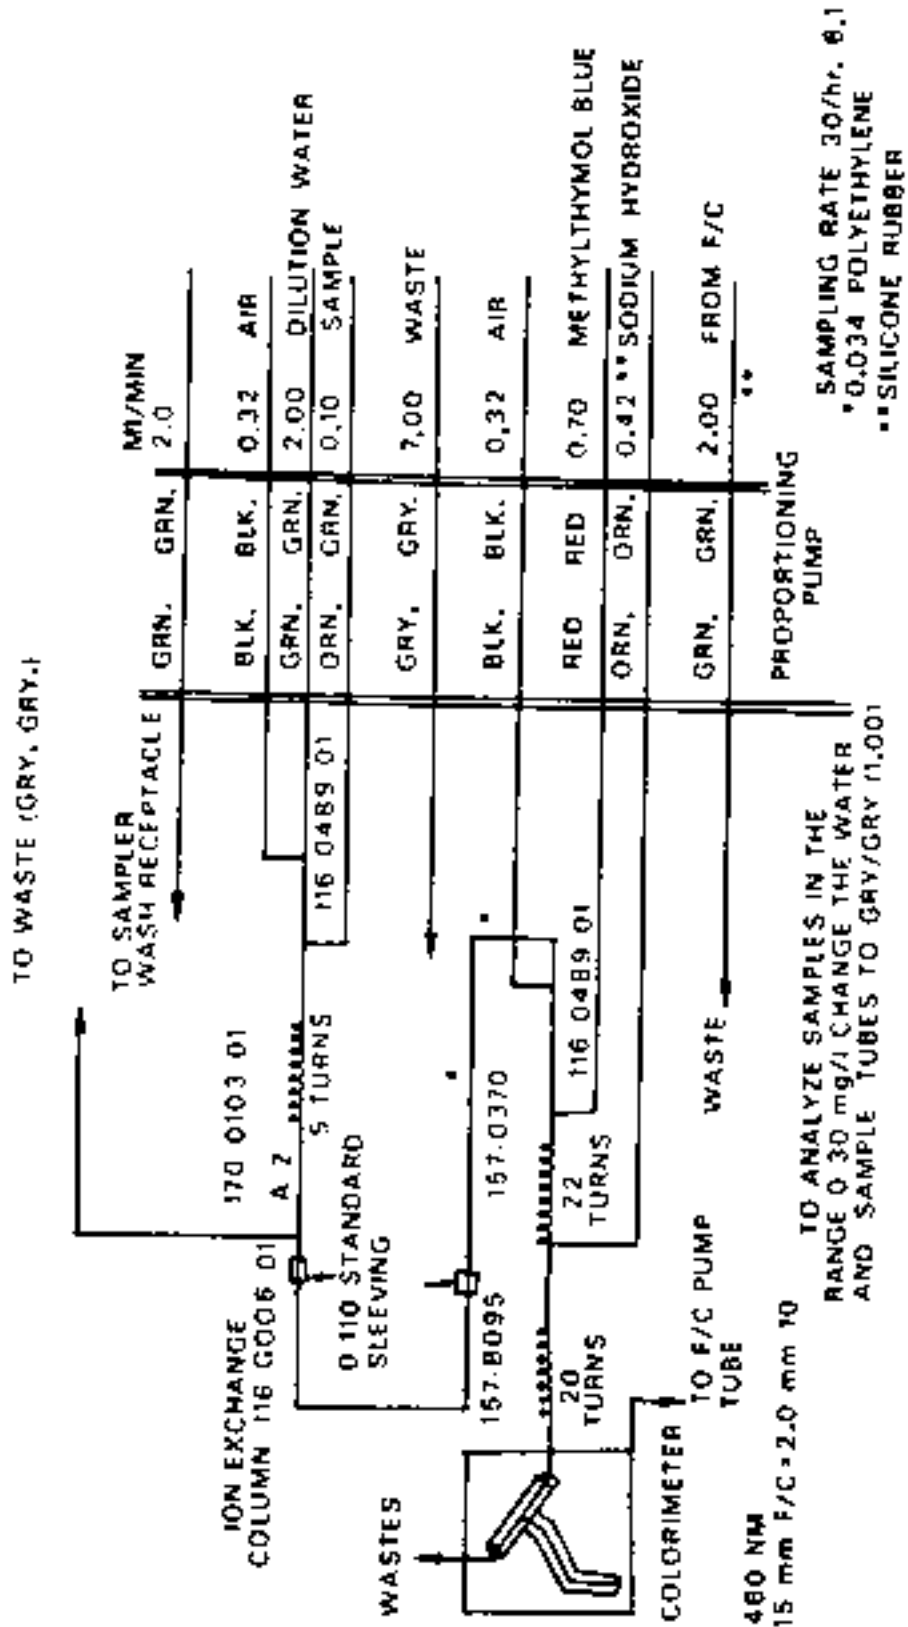 TO WASTE (GRY, GRY.)
TO SAMPLER
WASH RECEPTACLE
M1/MIN
GRN. GRN. 2.0
BLK. BLK. 0.32 AIR
GRN. GRN. 2.00 DILUTION WATER
ORN. GRN. 0.10 SAMPLE
GRY. GRY. 7.00 WASTE
BLK. BLK. 0.32 AIR
RED RED 0.70 METHYLTHYMOL BLUE
ORN. ORN. 0.42 **SODIUM HYDROXIDE
GRN. GRN. 2.00 FROM F/C
**
PROPORTIONING
PUMP
SAMPLING RATE 30/hr.
*0.034 POLYETHYLENE
**SILICONE RUBBER
170 0103 01
A 2
5 TURNS
116 0489 01
ION EXCHANGE
COLUMN 116 G006 01
0 110 STANDARD
SLEEVING
157-B095
157-0370
*
*
116 0489 01
20
TURNS
22
TURNS
WASTE
WASTES
COLORIMETER
TO F/C PUMP
TUBE
460 NM
15 mm F/C×2.0 mm
TO ANALYZE SAMPLES IN THE
RANGE 0 30 mg/l CHANGE THE WATER
AND SAMPLE TUBES TO GRY/GRY (1.00)